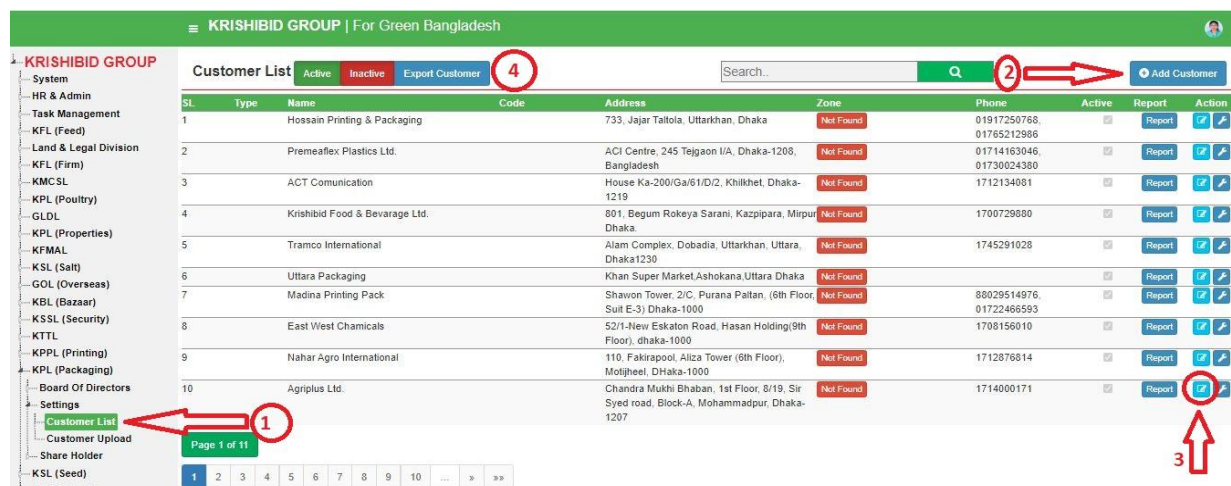 ≡ KRISHIBID GROUP | For Green Bangladesh
KRISHIBID GROUP
System
HR & Admin
Task Management
KFL (Feed)
Land & Legal Division
KFL (Firm)
KMCSL
KPL (Poultry)
GLDL
KPL (Properties)
KFMAL
KSL (Salt)
GOL (Overseas)
KBL (Bazaar)
KSSL (Security)
KTTL
KPPL (Printing)
KPL (Packaging)
Board Of Directors
Settings
Customer List
Customer Upload
Share Holder
KSL (Seed)
1
Customer List Active Inactive Export Customer 4 Search.. 2 Add Customer
SL Type Name Code Address Zone Phone Active Report Action
1 Hossain Printing & Packaging 733, Jajar Taltola, Uttarkhan, Dhaka Not Found 01917250768, Report
01765212986
2 Premeaflex Plastics Ltd. ACI Centre, 245 Tejgaon I/A, Dhaka-1208, Not Found 01714163046, Report
Bangladesh 01730024380
3 ACT Comunication House Ka-200/Ga/61/D/2, Khilkhet, Dhaka- Not Found 1712134081 Report
1219
4 Krishibid Food & Bevarage Ltd. 801, Begum Rokeya Sarani, Kazpipara, Mirpur Not Found 1700729880 Report
Dhaka.
5 Tramco International Alam Complex, Dobadia, Uttarkhan, Uttara, Not Found 1745291028 Report
Dhaka1230
6 Uttara Packaging Khan Super Market,Ashokana,Uttara Dhaka Not Found Report
7 Madina Printing Pack Shawon Tower, 2/C, Purana Paltan, (6th Floor, Not Found 88029514976, Report
Suit E-3) Dhaka-1000 01722466593
8 East West Chamicals 52/1-New Eskaton Road, Hasan Holding(9th Not Found 1708156010 Report
Floor), dhaka-1000
9 Nahar Agro International 110, Fakirapool, Aliza Tower (6th Floor), Not Found 1712876814 Report
Motijheel, DHaka-1000
10 Agriplus Ltd. Chandra Mukhi Bhaban, 1st Floor, 8/19, Sir Not Found 1714000171 Report
Syed road, Block-A, Mohammadpur, Dhaka-
1207
3
Page 1 of 11
1 2 3 4 5 6 7 8 9 10 ... » »»